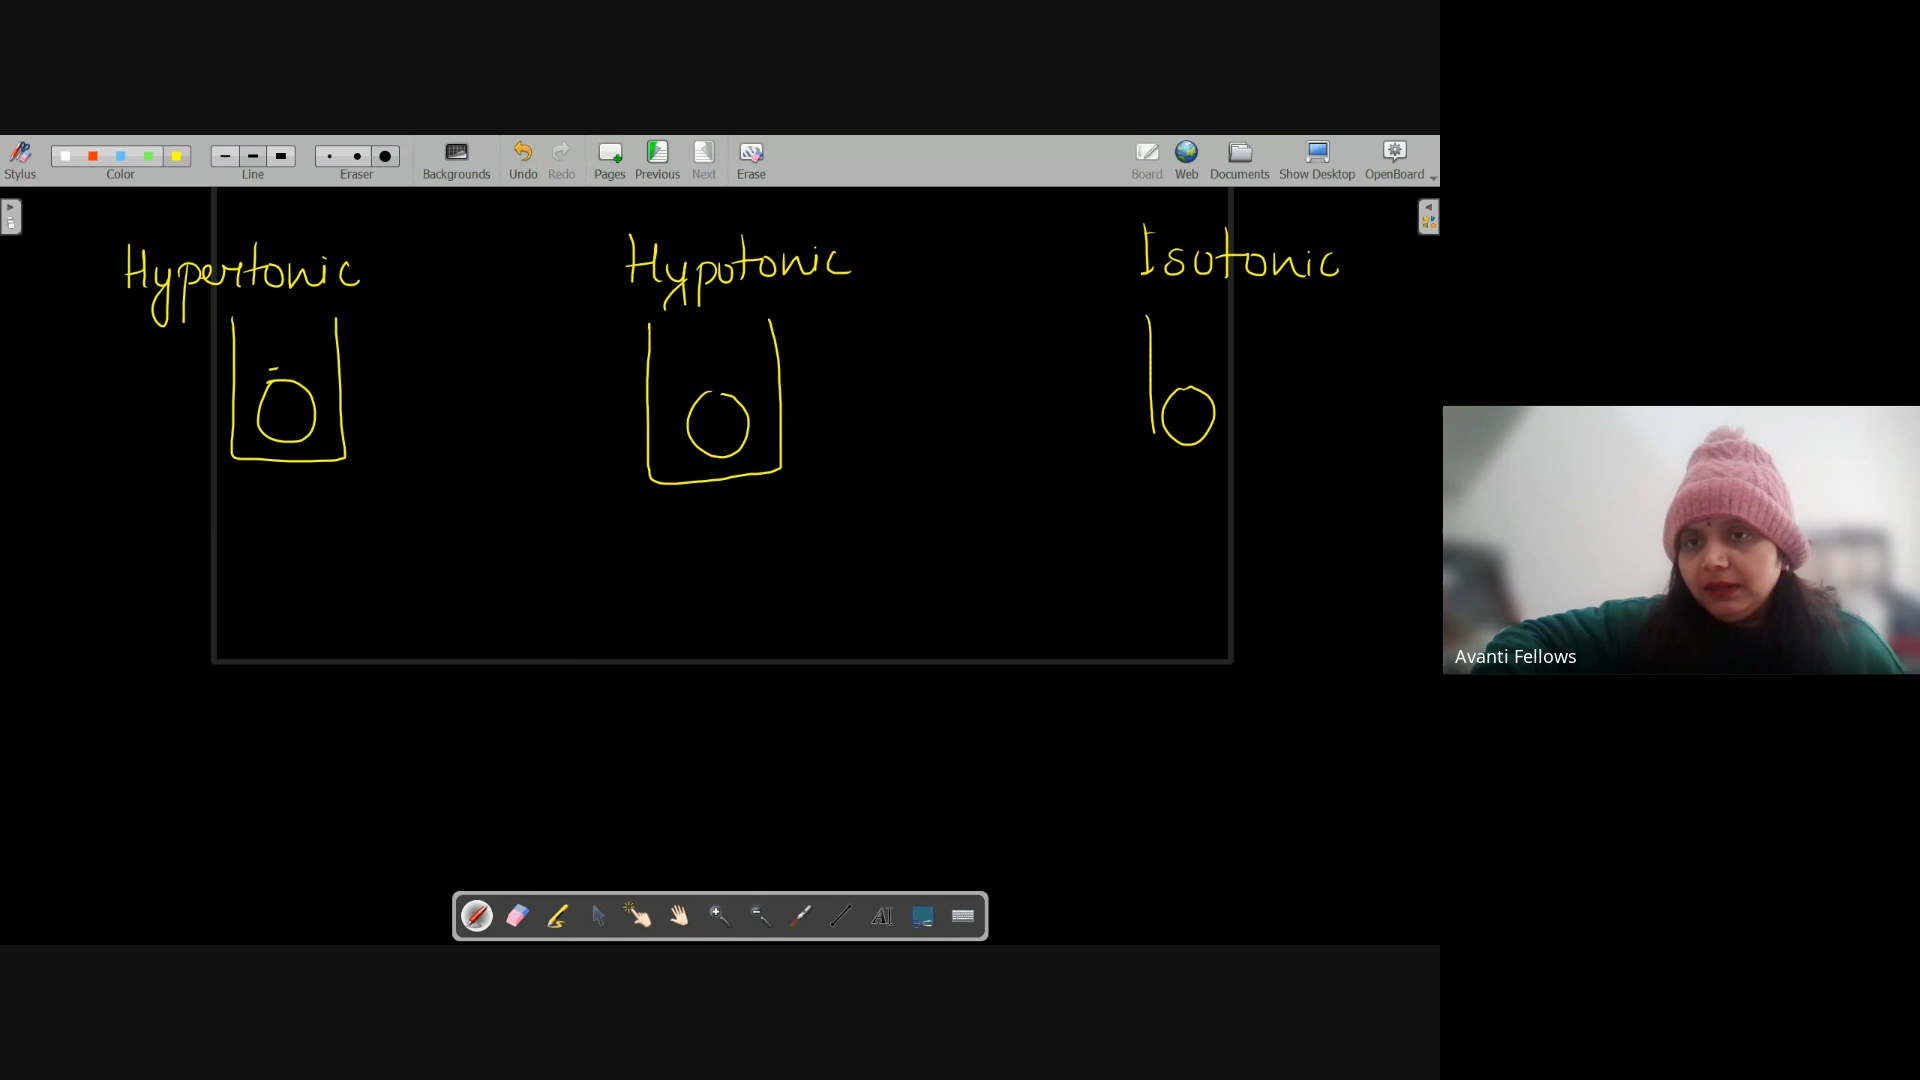 Stylus
Color
Line
Eraser
Backgrounds
Undo
Redo
Pages
Previous
Next
Erase
Board
Web
Documents
Show Desktop
OpenBoard
Hypertonic
Hypotonic
Isotonic
AI
Avanti Fellows